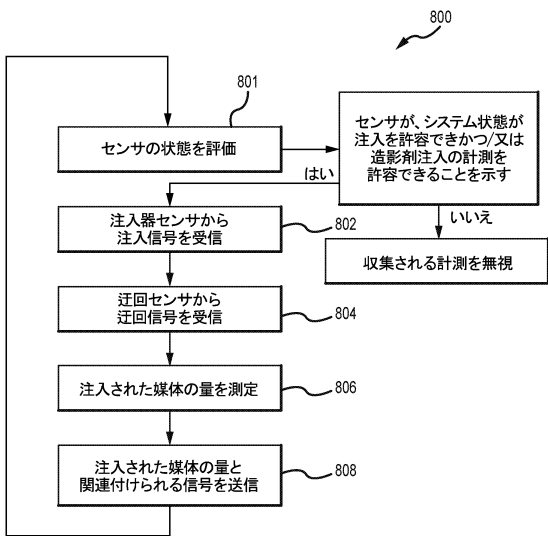 800
801
センサの状態を評価
センサが、システム状態が
注入を許容できかつ/又は
造影剤注入の計測を
許容できることを示す
はい
いいえ
注入器センサから
注入信号を受信
802
収集される計測を無視
迂回センサから
迂回信号を受信
804
注入された媒体の量を測定
806
注入された媒体の量と
関連付けられる信号を送信
808